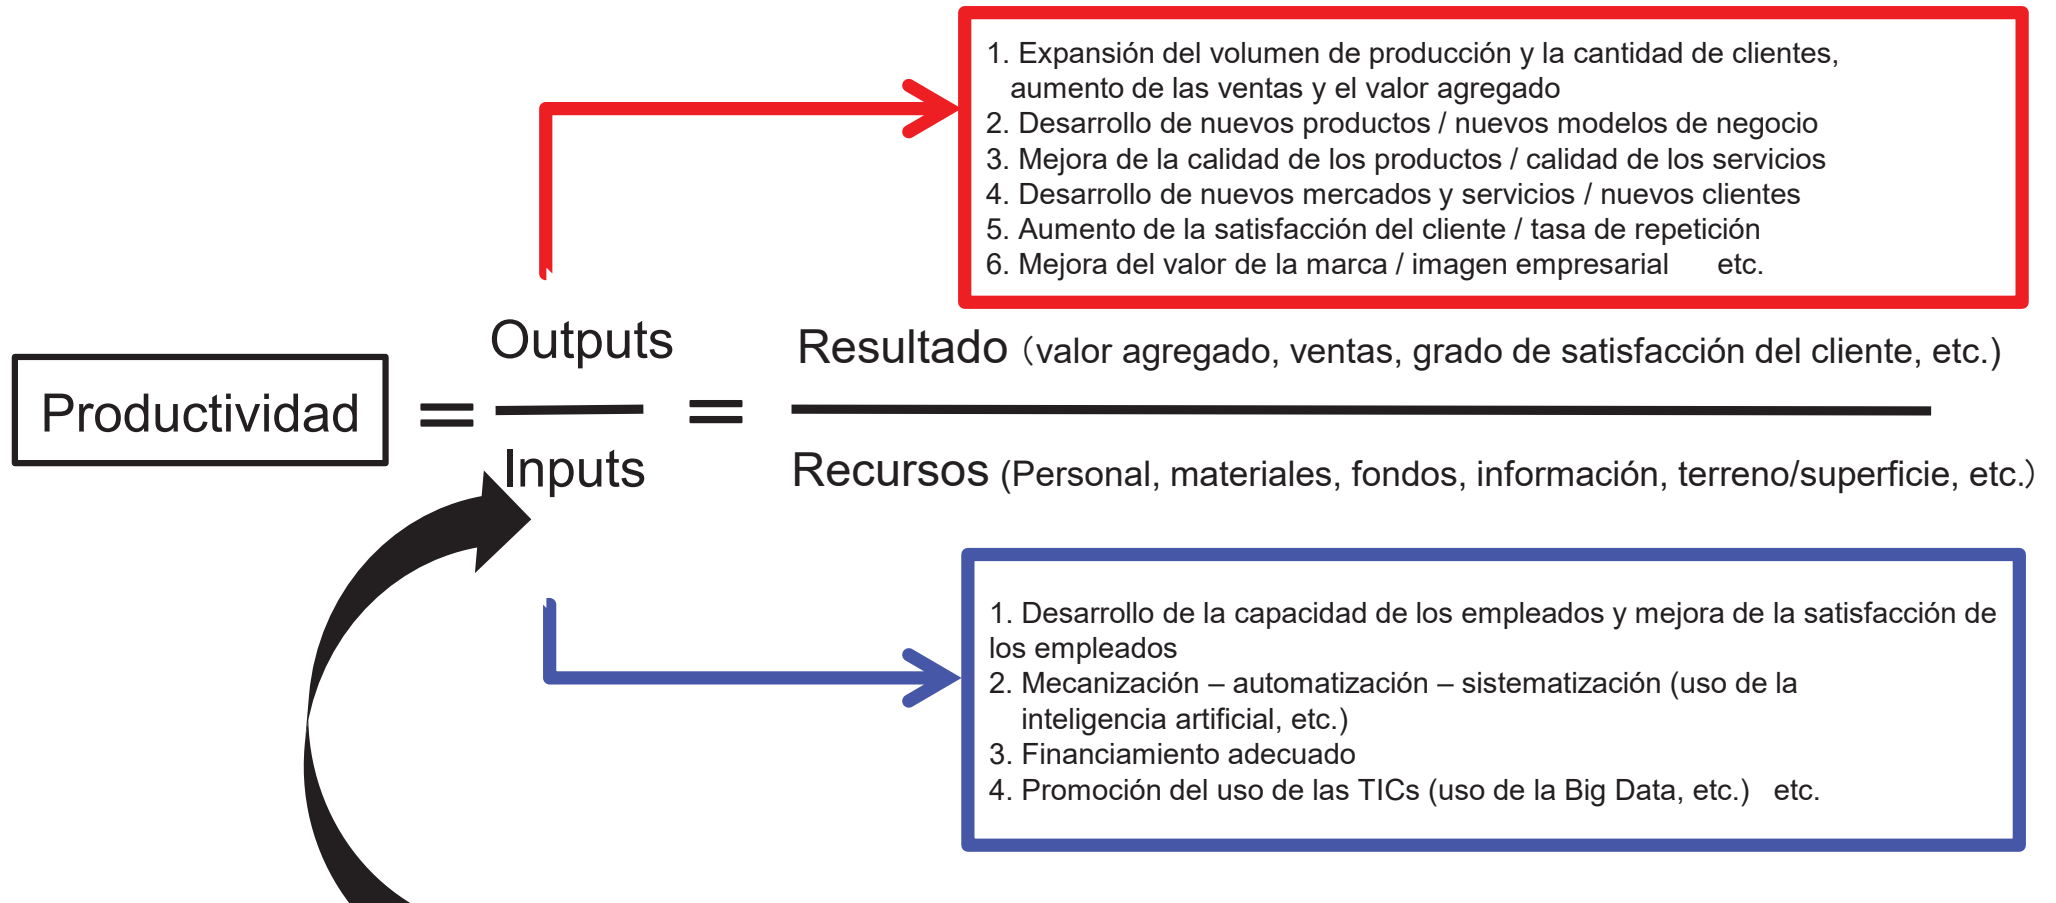 1. Expansión del volumen de producción y la cantidad de clientes,
aumento de las ventas y el valor agregado
2. Desarrollo de nuevos productos / nuevos modelos de negocio
3. Mejora de la calidad de los productos / calidad de los servicios
4. Desarrollo de nuevos mercados y servicios / nuevos clientes
5. Aumento de la satisfacción del cliente / tasa de repetición
6. Mejora del valor de la marca / imagen empresarial etc.
Productividad
=
Outputs
Inputs
=
Resultado（valor agregado, ventas, grado de satisfacción del cliente, etc.)
Recursos (Personal, materiales, fondos, información, terreno/superficie, etc.）
1. Desarrollo de la capacidad de los empleados y mejora de la satisfacción de
los empleados
2. Mecanización – automatización – sistematización (uso de la
inteligencia artificial, etc.)
3. Financiamiento adecuado
4. Promoción del uso de las TICs (uso de la Big Data, etc.) etc.